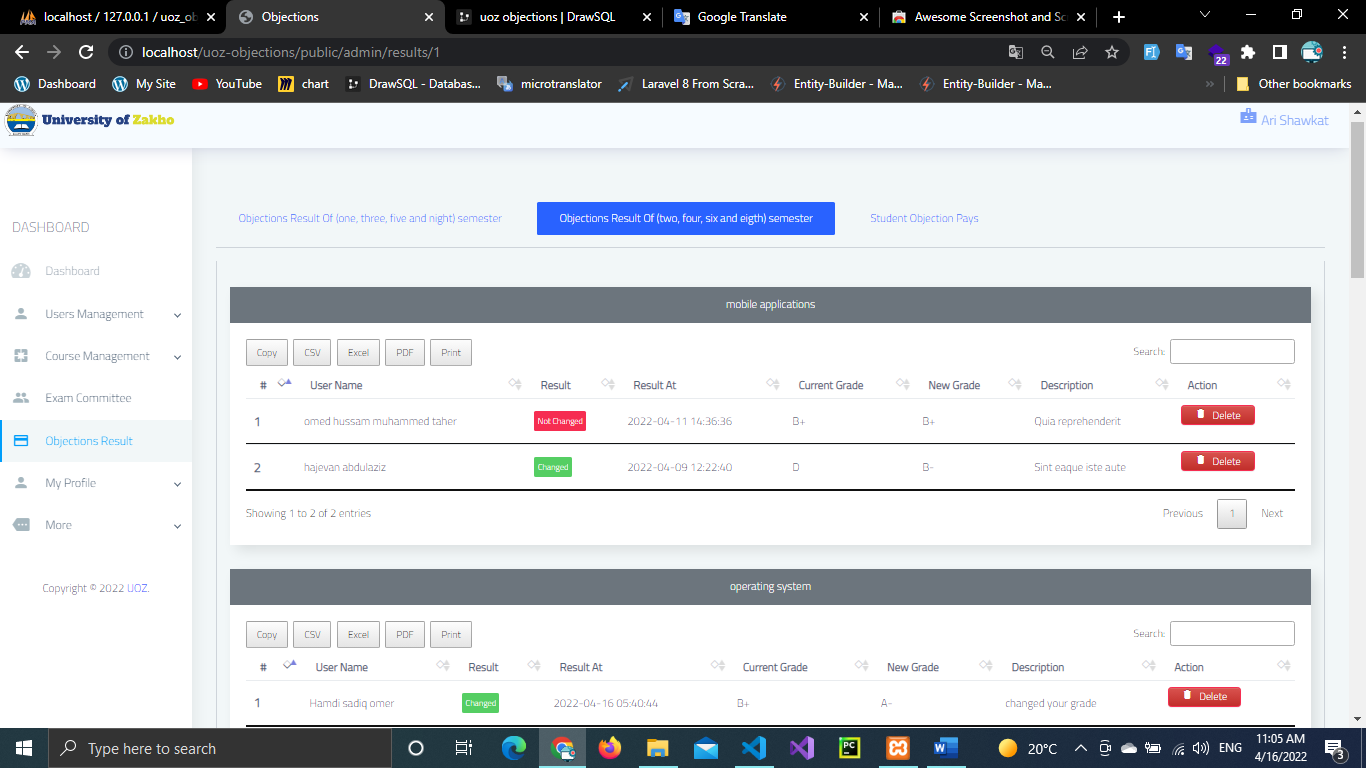 localhost / 127.0.0.1 / uoz_ob
Objections
uoz objections | DrawSQL
Google Translate
Awesome Screenshot and Sc
localhost/uoz-objections/public/admin/results/1
22
Dashboard
My Site
YouTube
chart
DrawSQL - Databas...
microtranslator
Laravel 8 From Scra...
Entity-Builder - Ma...
Entity-Builder - Ma...
Other bookmarks
University of Zakho
Ari Shawkat
Objections Result Of (one, three, five and night) semester
Objections Result Of (two, four, six and eigth) semester
Student Objection Pays
DASHBOARD
Dashboard
Users Management
Course Management
Exam Committee
Objections Result
My Profile
More
Copyright © 2022 UOZ.
mobile applications
Copy CSV Excel PDF Print
Search:
# User Name Result Result At Current Grade New Grade Description Action
1 omed hussam muhammed taher Not Changed 2022-04-11 14:36:36 B+ B+ Quia reprehenderit Delete
2 hajevan abdulaziz Changed 2022-04-09 12:22:40 D B- Sint eaque iste aute Delete
Showing 1 to 2 of 2 entries
Previous 1 Next
operating system
Copy CSV Excel PDF Print
Search:
# User Name Result Result At Current Grade New Grade Description Action
1 Hamdi sadiq omer Changed 2022-04-16 05:40:44 B+ A- changed your grade Delete
Type here to search
20°C
ENG
11:05 AM
4/16/2022
3